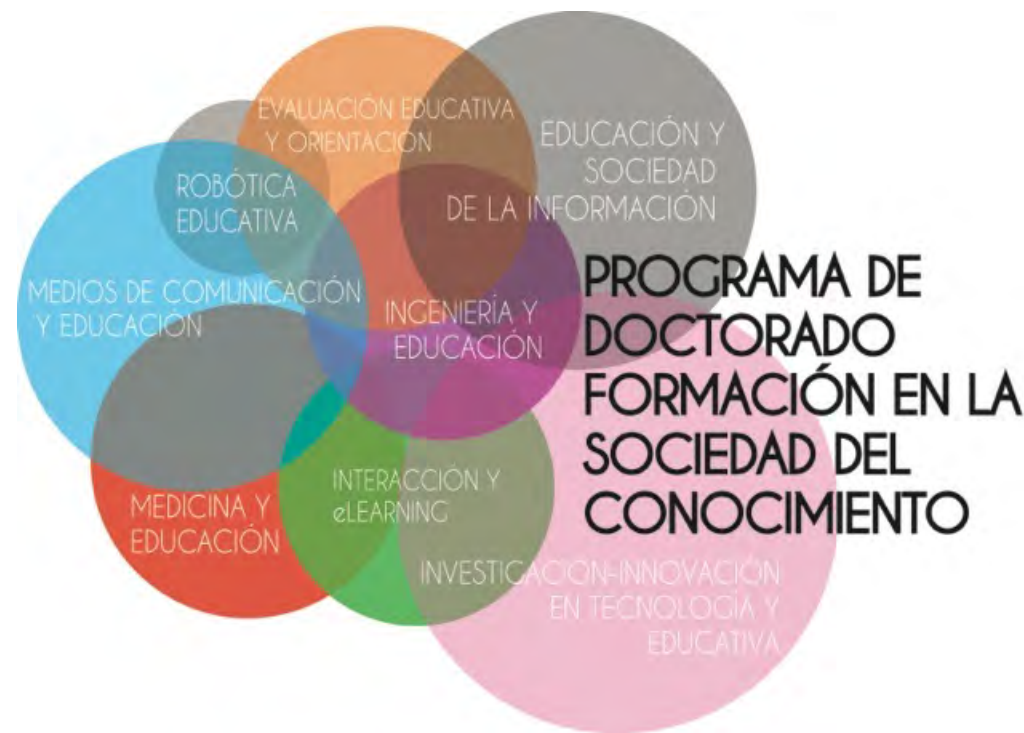 EVALUACIÓN EDUCATIVA
Y ORIENTACION
EDUCACIÓN Y
SOCIEDAD
DE LA INFORMACIÓN
ROBÓTICA
EDUCATIVA
MEDIOS DE COMUNICACIÓN
Y EDUCACIÓN
INGENIERÍA Y
EDUCACIÓN
PROGRAMA DE
DOCTORADO
FORMACIÓN EN LA
SOCIEDAD DEL
CONOCIMIENTO
MEDICINA Y
EDUCACIÓN
INTERACCIÓN Y
eLEARNING
INVESTIGACIÓN-INNOVACIÓN
EN TECNOLOGÍA Y
EDUCATIVA